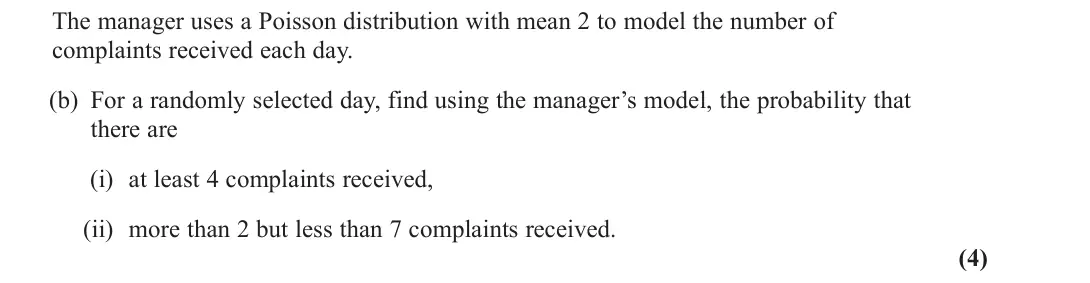 The manager uses a Poisson distribution with mean 2 to model the number of
complaints received each day.
(b) For a randomly selected day, find using the manager’s model, the probability that
there are
(i) at least 4 complaints received,
(ii) more than 2 but less than 7 complaints received.
(4)